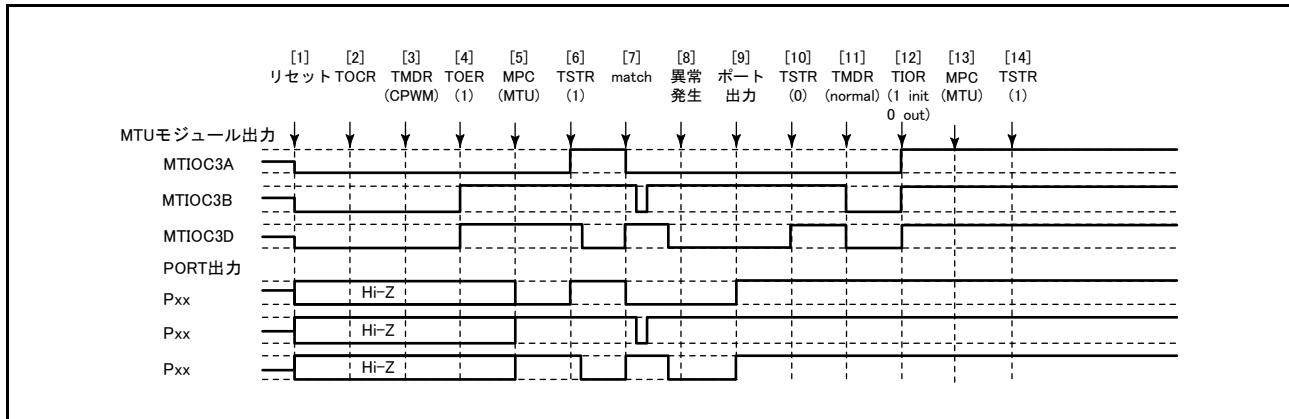 [1] [2] [3] [4] [5] [6] [7] [8] [9] [10] [11] [12] [13] [14]
リセット TOCR TMDR TOER MPC TSTR match 異常 ポート TSTR TMDR TIOR MPC TSTR
(CPWM) (1) (MTU) (1) 発生 出力 (0) (normal) (1 init (MTU) (1)
0 out)
MTUモジュール出力
MTIOC3A
MTIOC3B
MTIOC3D
PORT出力
Pxx Hi-Z
Pxx Hi-Z
Pxx Hi-Z